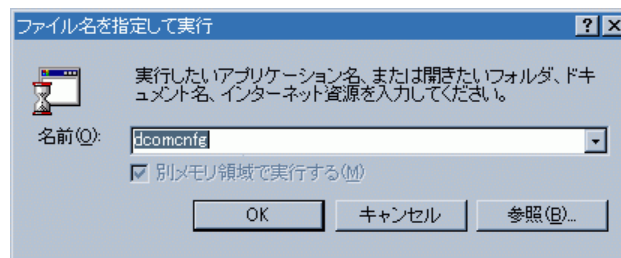 ファイル名を指定して実行
実行したいアプリケーション名、または開きたいフォルダ、ドキ
ュメント名、インターネット資源を入力してください。
名前(O):
dcomcnfg
別メモリ領域で実行する(M)
OK キャンセル 参照(B)...